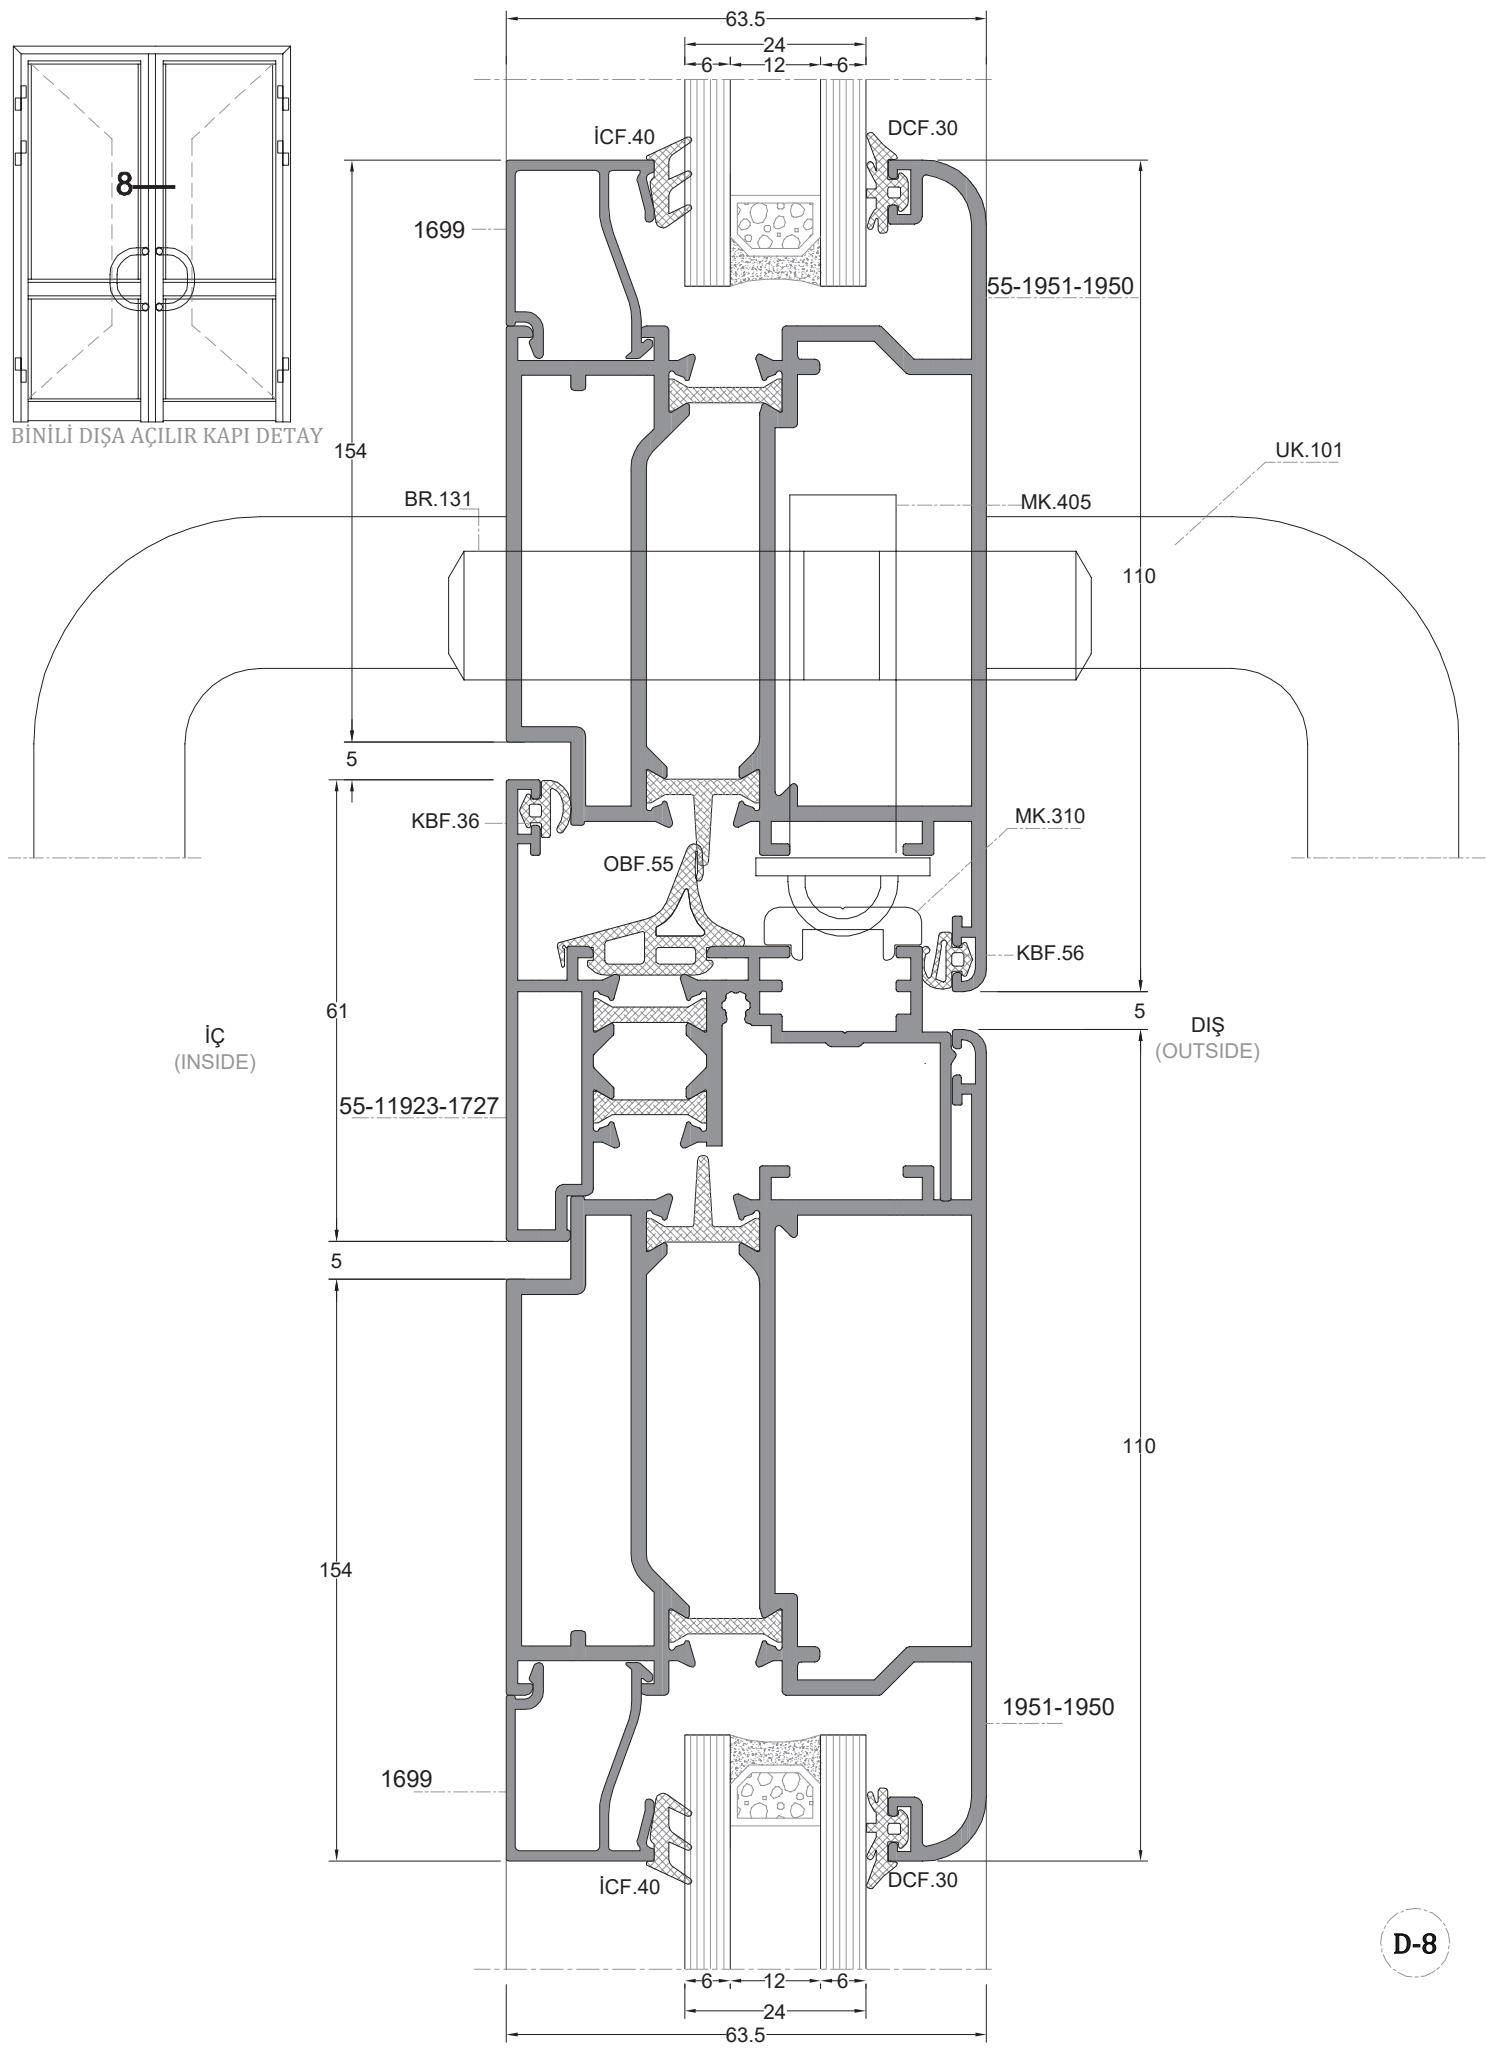 63.5
24
6 12 6
İCF.40
DCF.30
8
1699
55-1951-1950
BİNİLİ DIŞA AÇILIR KAPI DETAY
154
UK.101
BR.131
MK.405
110
5
KBF.36
MK.310
OBF.55
KBF.56
61
5
İÇ
(INSIDE)
DIŞ
(OUTSIDE)
55-11923-1727
5
110
154
1951-1950
1699
İCF.40
DCF.30
D-8
6 12 6
24
63.5